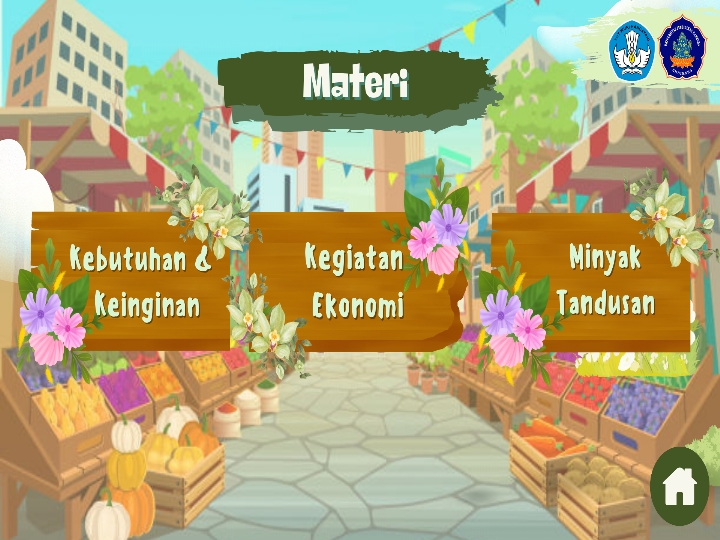 Materi
Kebutuhan &
Keinginan
Kegiatan
Ekonomi
Minyak
Tandusan